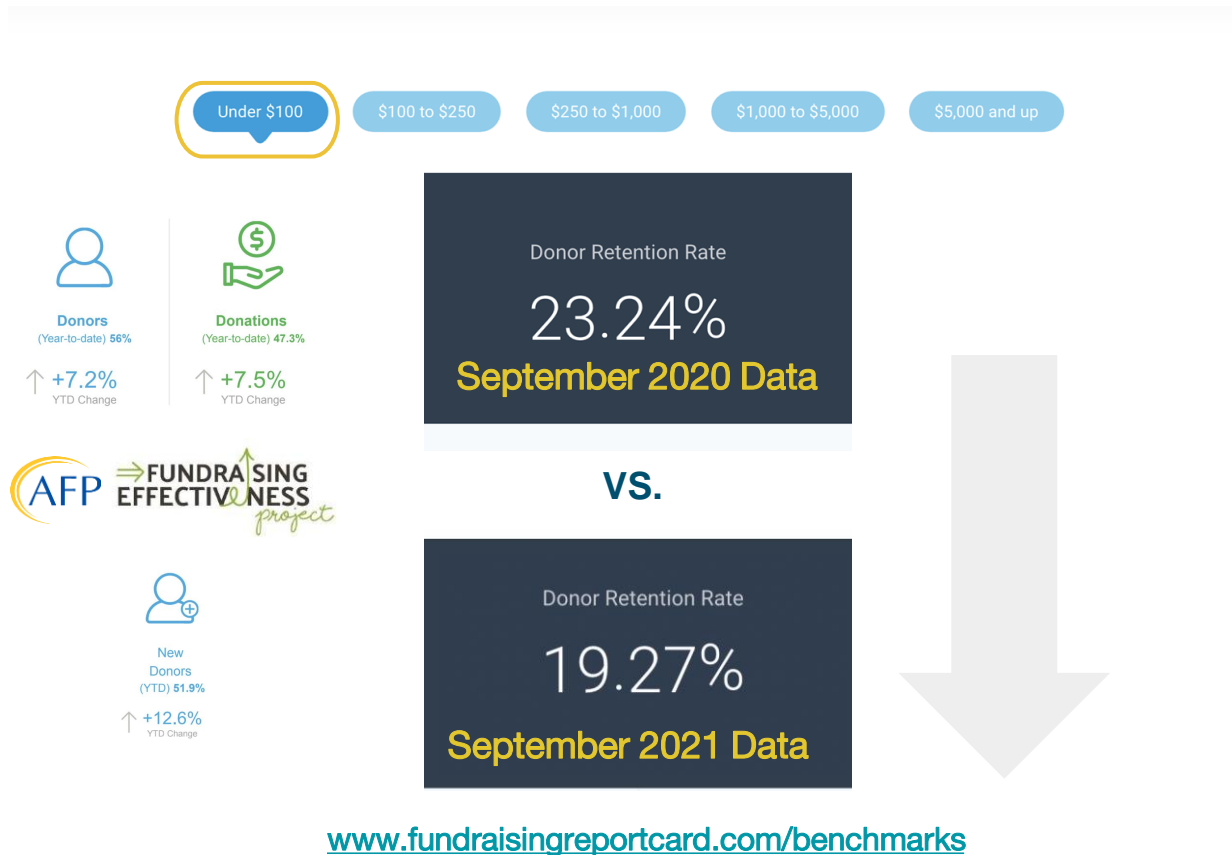 Under $100
$100 to $250
$250 to $1,000
$1,000 to $5,000
$5,000 and up
Donors
(Year-to-date) 56%
+7.2%
YTD Change
Donations
(Year-to-date) 47.3%
+7.5%
YTD Change
Donor Retention Rate
23.24%
September 2020 Data
AFP
FUNDRAISING
EFFECTIVENESS
project
vs.
New
Donors
(YTD) 51.9%
+12.6%
YTD Change
Donor Retention Rate
19.27%
September 2021 Data
www.fundraisingreportcard.com/benchmarks